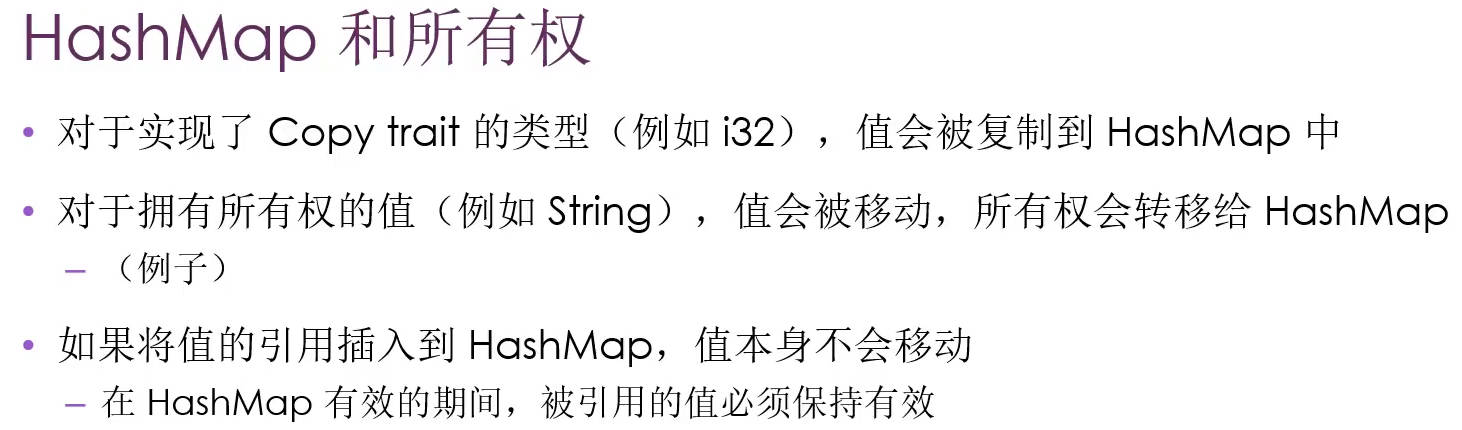 HashMap 和所有权
• 对于实现了 Copy trait 的类型（例如 i32），值会被复制到 HashMap 中
• 对于拥有所有权的值（例如 String），值会被移动，所有权会转移给 HashMap
– （例子）
• 如果将值的引用插入到 HashMap，值本身不会移动
– 在 HashMap 有效的期间，被引用的值必须保持有效